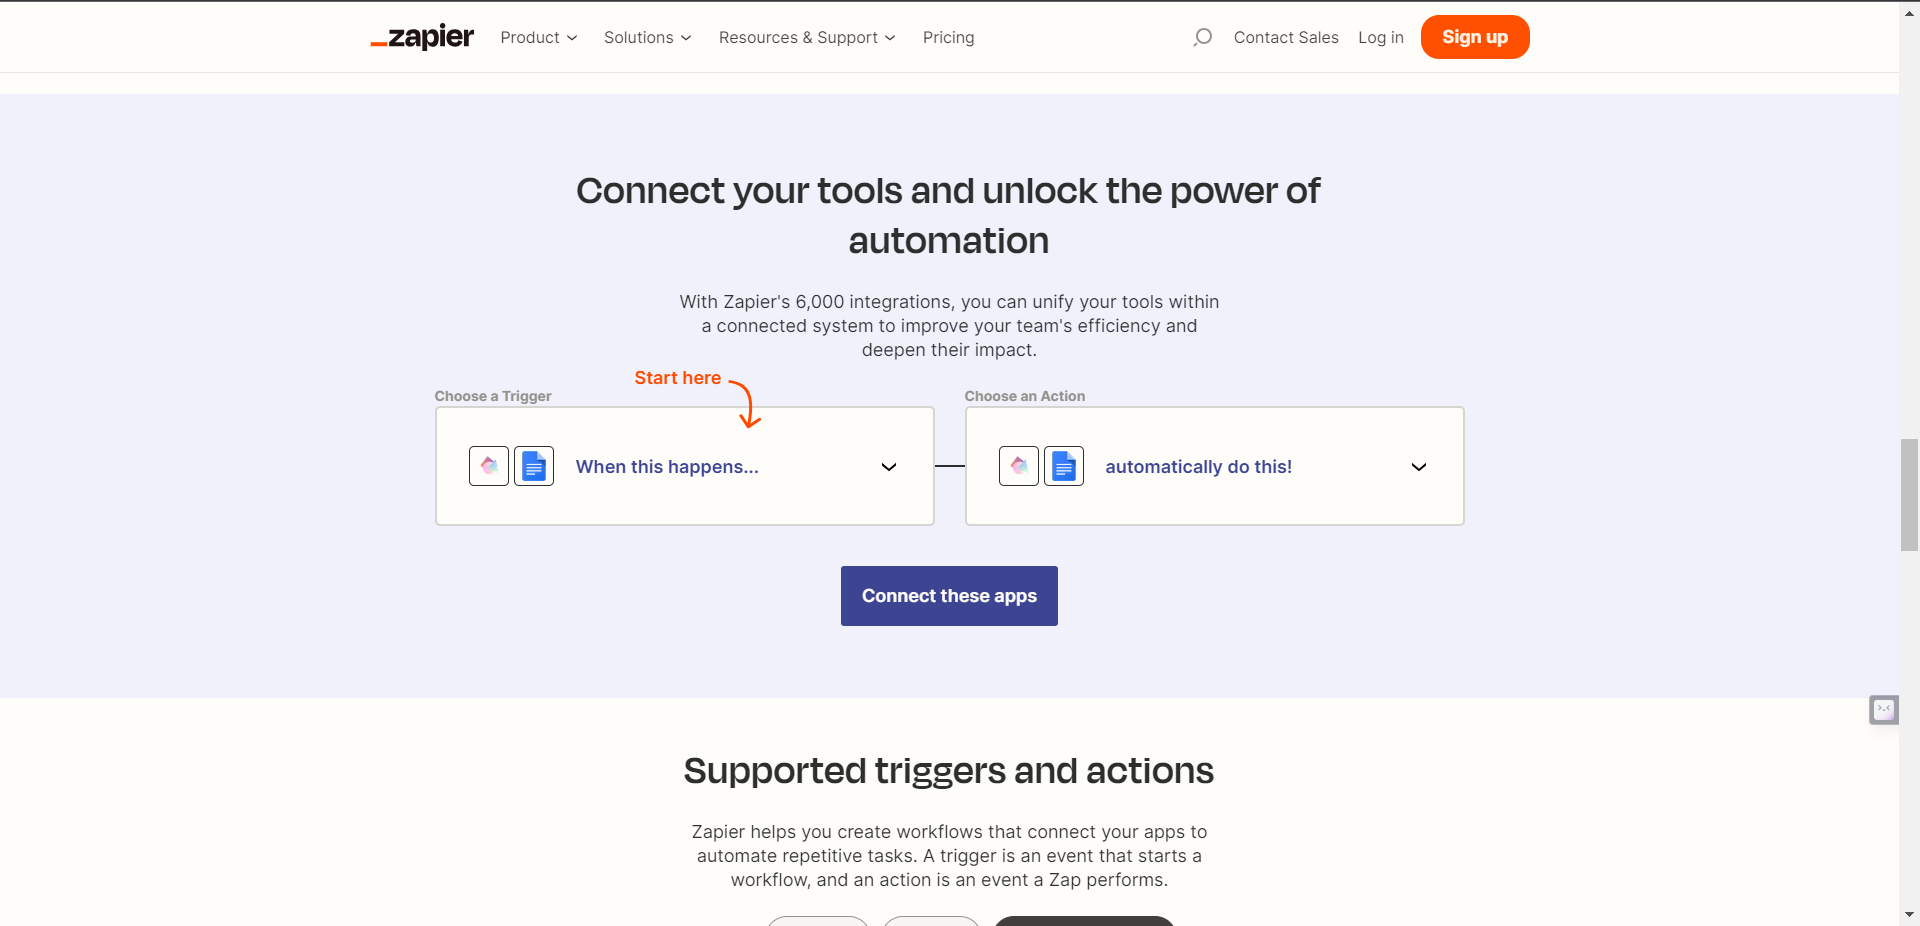 zapier
Product
Solutions
Resources & Support
Pricing
Contact Sales
Log in
Sign up
Connect your tools and unlock the power of
automation
With Zapier's 6,000 integrations, you can unify your tools within
a connected system to improve your team's efficiency and
deepen their impact.
Start here
Choose a Trigger
When this happens...
Choose an Action
automatically do this!
Connect these apps
Supported triggers and actions
Zapier helps you create workflows that connect your apps to
automate repetitive tasks. A trigger is an event that starts a
workflow, and an action is an event a Zap performs.